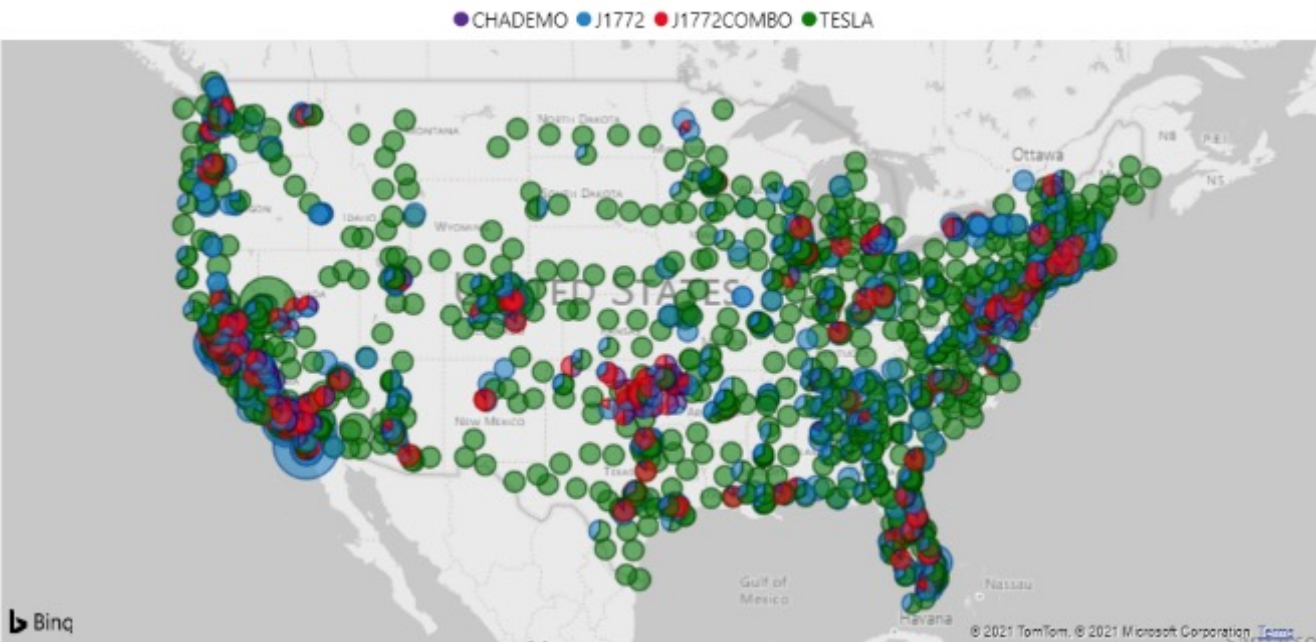 CHADEMO J1772 J1772COMBO TESLA
NORTH DAKOTA
MONTANA
Ottawa
NB
P.E.I.
NS
SOUTH DAKOTA
IDAHO
WYOMI
UNITED STATES
NEW MEXICO
TEXAS
Gulf of
Mexico
Nassau
Havana
Bing
© 2021 TomTom, © 2021 Microsoft Corporation, Terms